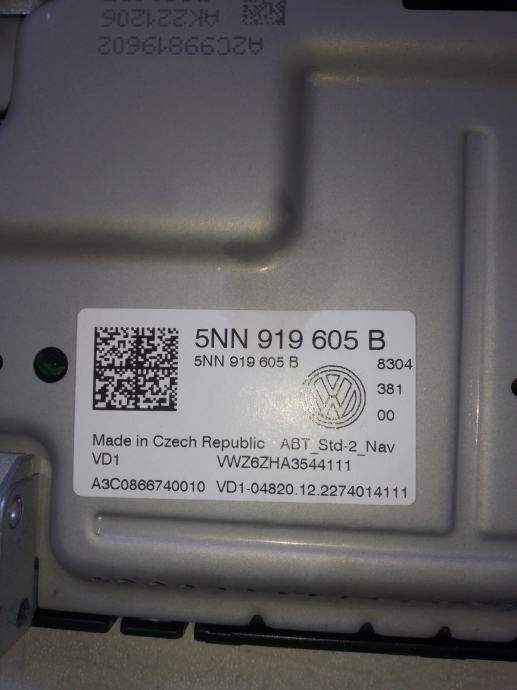 AK221206
A2C99819602
5NN 919 605 B
5NN 919 605 B
8304
381
00
Made in Czech Republic ABT_Std-2_Nav
VD1 VWZ6ZHA3544111
A3C0866740010 VD1-04820.12.2274014111